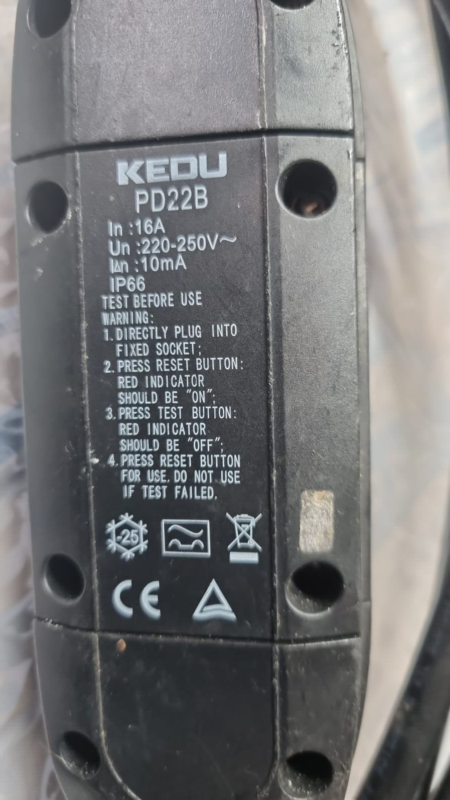 KEDU
PD22B
In :16A
Un :220-250V~
I∆n :10mA
IP66
TEST BEFORE USE
WARNING:
1. DIRECTLY PLUG INTO
FIXED SOCKET;
2. PRESS RESET BUTTON:
RED INDICATOR
SHOULD BE "ON";
3. PRESS TEST BUTTON:
RED INDICATOR
SHOULD BE "OFF";
4. PRESS RESET BUTTON
FOR USE. DO NOT USE
IF TEST FAILED.
-25
CE